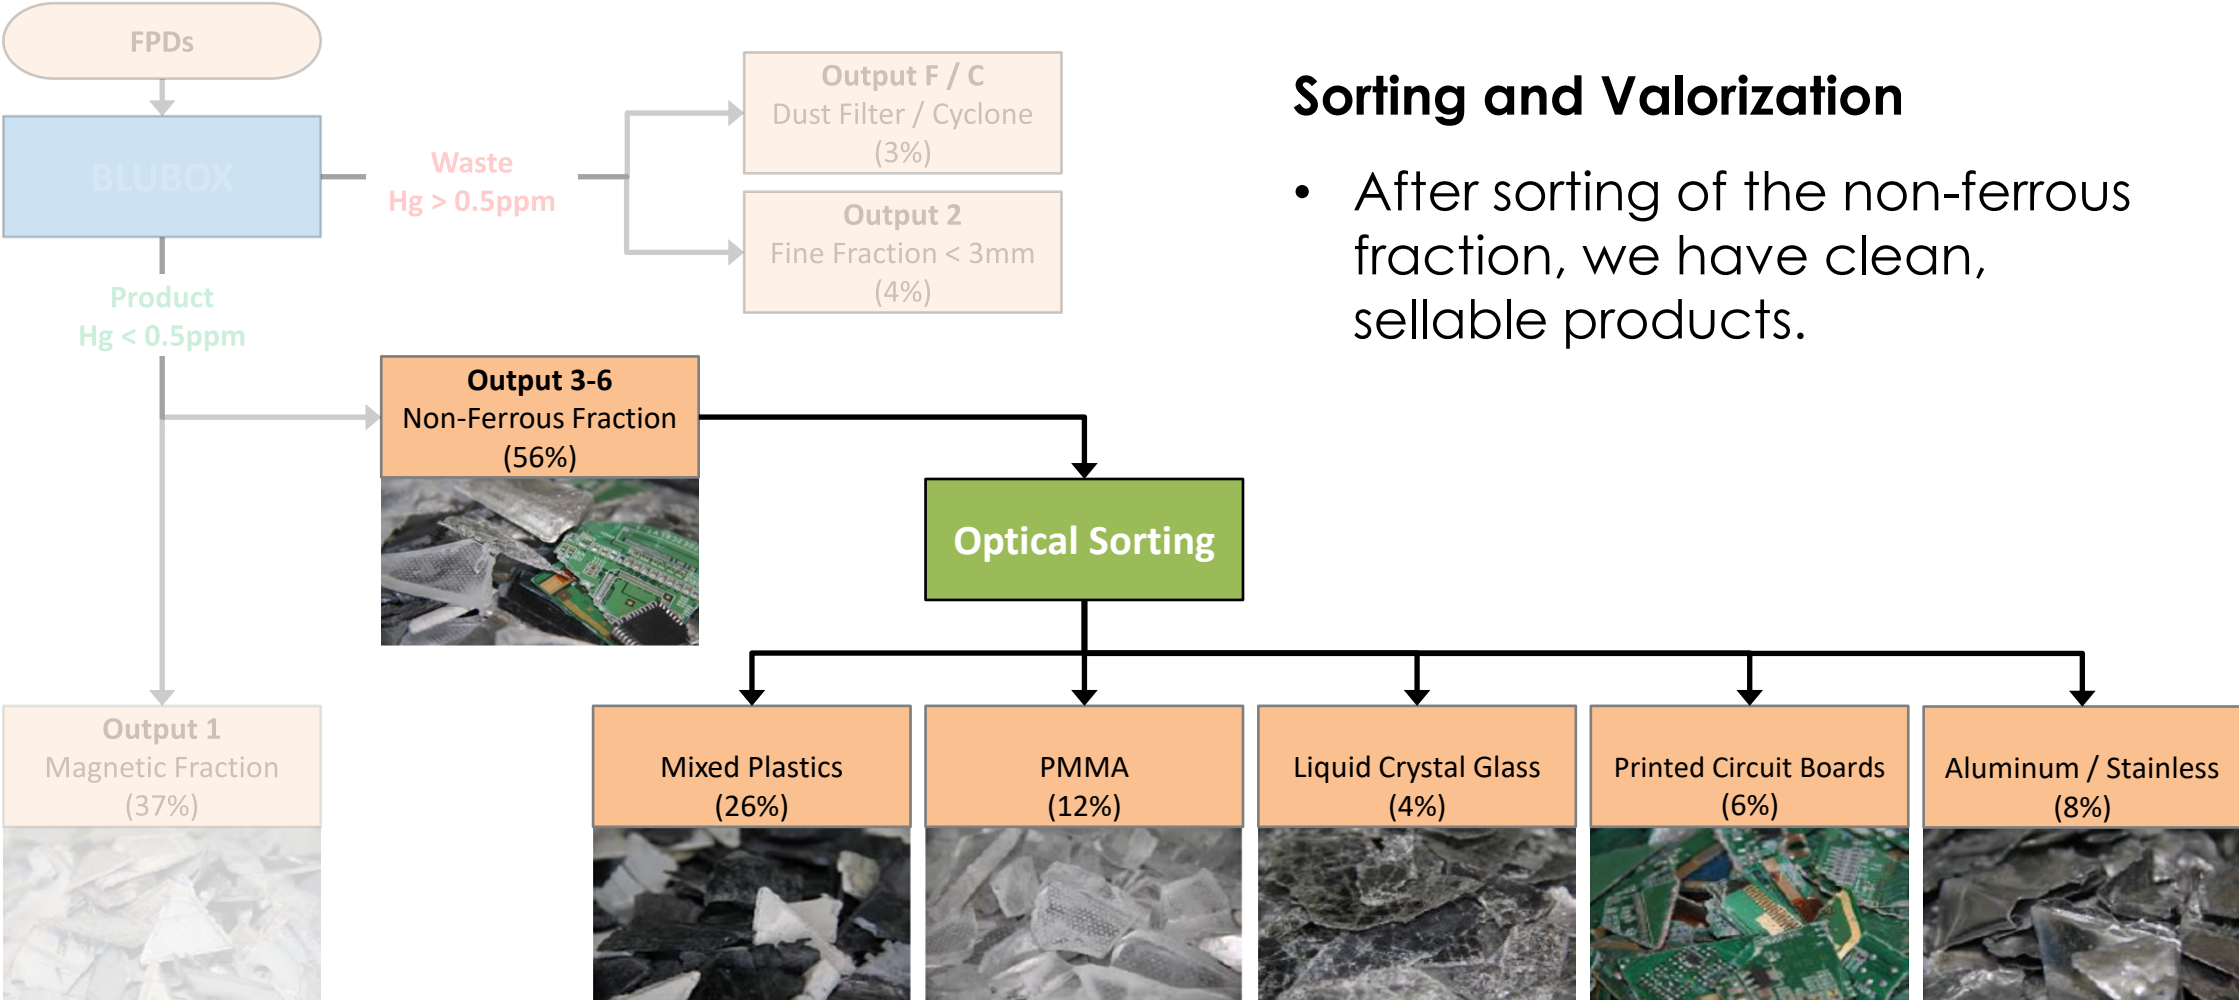 FPDs
BLUBOX
Waste
Hg > 0.5ppm
Output F / C
Dust Filter / Cyclone
(3%)
Output 2
Fine Fraction < 3mm
(4%)
Product
Hg < 0.5ppm
Sorting and Valorization
• After sorting of the non-ferrous
fraction, we have clean,
sellable products.
Output 3-6
Non-Ferrous Fraction
(56%)
Optical Sorting
Output 1
Magnetic Fraction
(37%)
Mixed Plastics
(26%)
PMMA
(12%)
Liquid Crystal Glass
(4%)
Printed Circuit Boards
(6%)
Aluminum / Stainless
(8%)